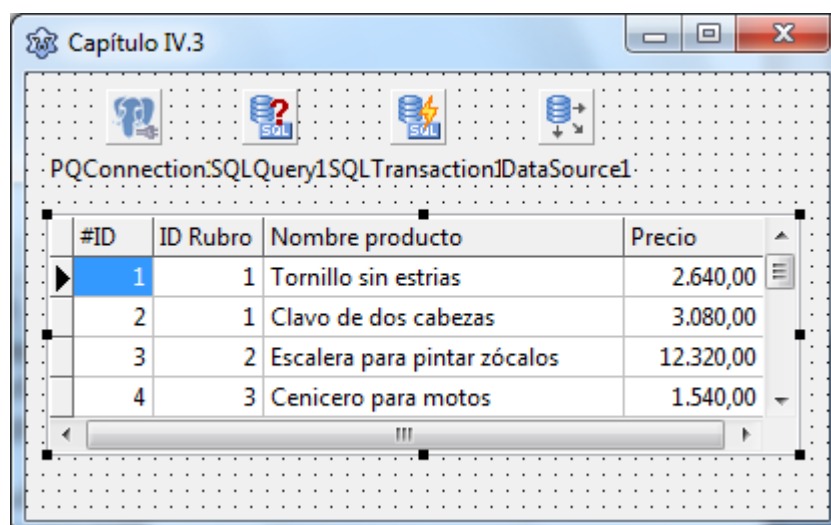 Capítulo IV.3
SQL SQL
PQConnection1SQLQuery1SQLTransaction1DataSource1
#ID ID Rubro Nombre producto Precio
1 1 Tornillo sin estrias 2.640,00
2 1 Clavo de dos cabezas 3.080,00
3 2 Escalera para pintar zócalos 12.320,00
4 3 Cenicero para motos 1.540,00